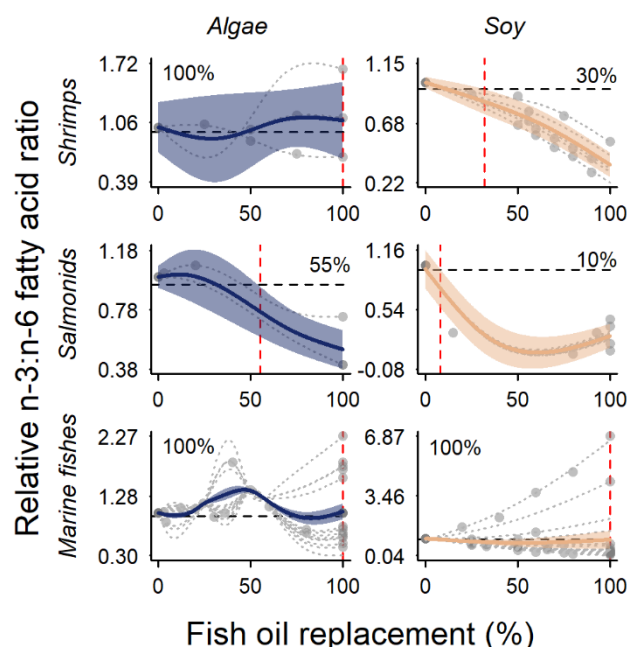 Algae Soy
Relative n-3:n-6 fatty acid ratio
Shrimps
1.72
1.06
0.39
100%
0 50 100
1.15
0.68
0.22
30%
0 50 100
Salmonids
1.18
0.78
0.38
55%
0 50 100
1.16
0.54
-0.08
10%
0 50 100
Marine fishes
2.27
1.28
0.30
100%
0 50 100
6.87
3.46
0.04
100%
0 50 100
Fish oil replacement (%)